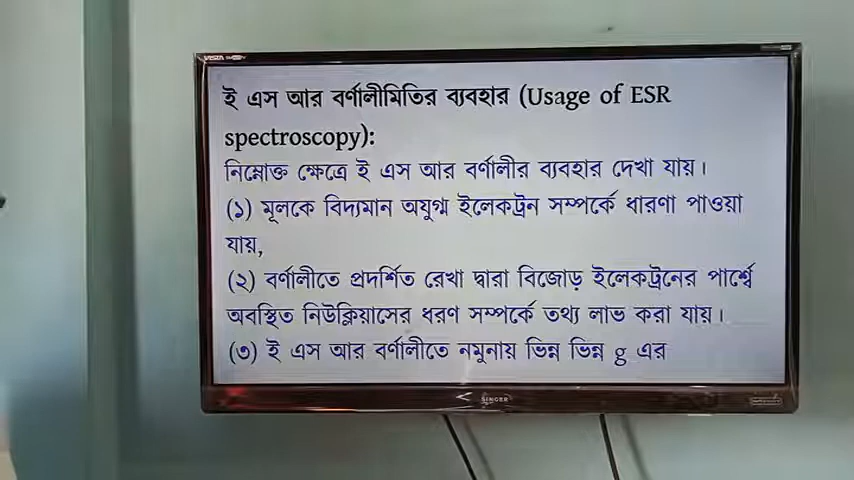 VISTA
ই এস আর বর্ণালীমিতির ব্যবহার (Usage of ESR
spectroscopy):
নিম্নোক্ত ক্ষেত্রে ই এস আর বর্ণালীর ব্যবহার দেখা যায়।
(১) মূলকে বিদ্যমান অযুগ্ম ইলেকট্রন সম্পর্কে ধারণা পাওয়া
যায়,
(২) বর্ণালীতে প্রদর্শিত রেখা দ্বারা বিজোড় ইলেকট্রনের পার্শ্বে
অবস্থিত নিউক্লিয়াসের ধরণ সম্পর্কে তথ্য লাভ করা যায়।
(৩) ই এস আর বর্ণালীতে নমুনায় ভিন্ন ভিন্ন g এর
SINGER